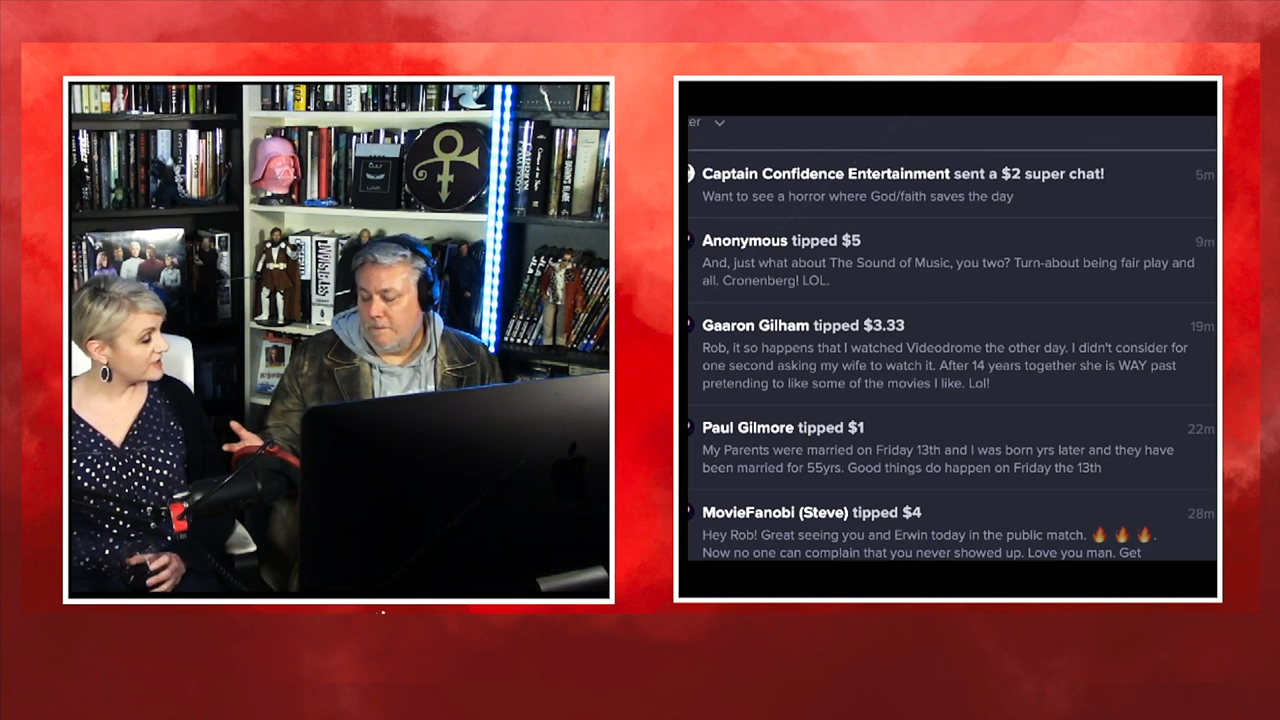 er
Captain Confidence Entertainment sent a $2 super chat!
5m
Want to see a horror where God/faith saves the day
Anonymous tipped $5
9m
And, just what about The Sound of Music, you two? Turn-about being fair play and
all. Cronenberg! LOL.
Gaaron Gilham tipped $3.33
19m
Rob, it so happens that I watched Videodrome the other day. I didn't consider for
one second asking my wife to watch it. After 14 years together she is WAY past
pretending to like some of the movies I like. Lol!
Paul Gilmore tipped $1
22m
My Parents were married on Friday 13th and I was born yrs later and they have
been married for 55yrs. Good things do happen on Friday the 13th
MovieFanobi (Steve) tipped $4
28m
Hey Rob! Great seeing you and Erwin today in the public match. 🔥 🔥 🔥.
Now no one can complain that you never showed up. Love you man. Get
INVISIBLES
JLA